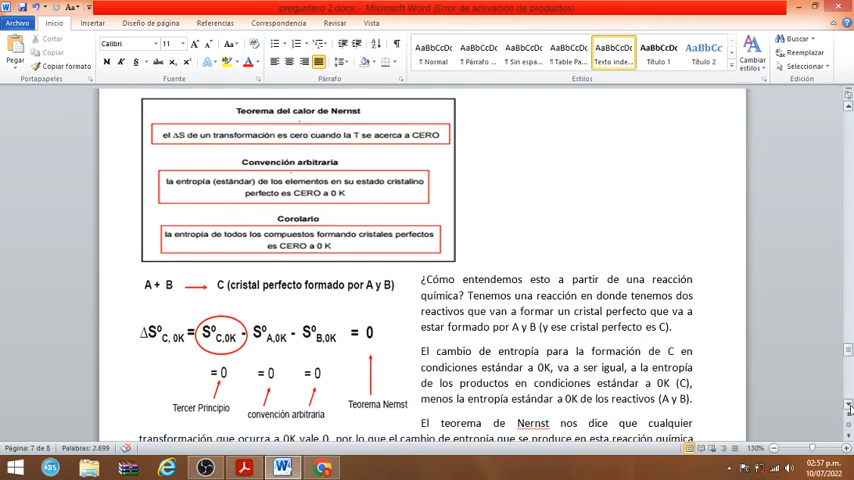 preguntero 2.docx - Microsoft Word (Error de activación de productos)
Archivo Inicio Insertar Diseño de página Referencias Correspondencia Revisar Vista
Pegar
Cortar
Copiar
Copiar formato
Portapapeles
Calibri 11
N K S
Fuente
Párrafo
AaBbCcDc AaBbCcDc AaBbCcDc AaBbCcDc AaBbCcDc AaBbCcDc AaBbCc
¶ Normal ¶ Párrafo ... ¶ Sin espa... ¶ Table Pa... Texto inde... Título 1 Título 2
Estilos
Cambiar estilos
Buscar
Reemplazar
Seleccionar
Edición
Teorema del calor de Nernst
el ΔS de un transformación es cero cuando la T se acerca a CERO
Convención arbitraria
la entropía (estándar) de los elementos en su estado cristalino
perfecto es CERO a 0 K
Corolario
la entropía de todos los compuestos formando cristales perfectos
es CERO a 0 K
A + B → C (cristal perfecto formado por A y B)
ΔSº C, 0K = Sº C,0K - Sº A,0K - Sº B,0K = 0
= 0 = 0 = 0
Tercer Principio convención arbitraria Teorema Nernst
¿Cómo entendemos esto a partir de una reacción
química? Tenemos una reacción en donde tenemos dos
reactivos que van a formar un cristal perfecto que va a
estar formado por A y B (y ese cristal perfecto es C).
El cambio de entropía para la formación de C en
condiciones estándar a 0K, va a ser igual, a la entropía
de los productos en condiciones estándar a 0K (C),
menos la entropía estándar a 0K de los reactivos (A y B).
El teorema de Nernst nos dice que cualquier
transformación que ocurra a 0K vale 0, por lo que el cambio de entropía que se produce en esta reacción química
Página: 7 de 8 Palabras: 2.699 130%
02:57 p.m.
10/07/2022